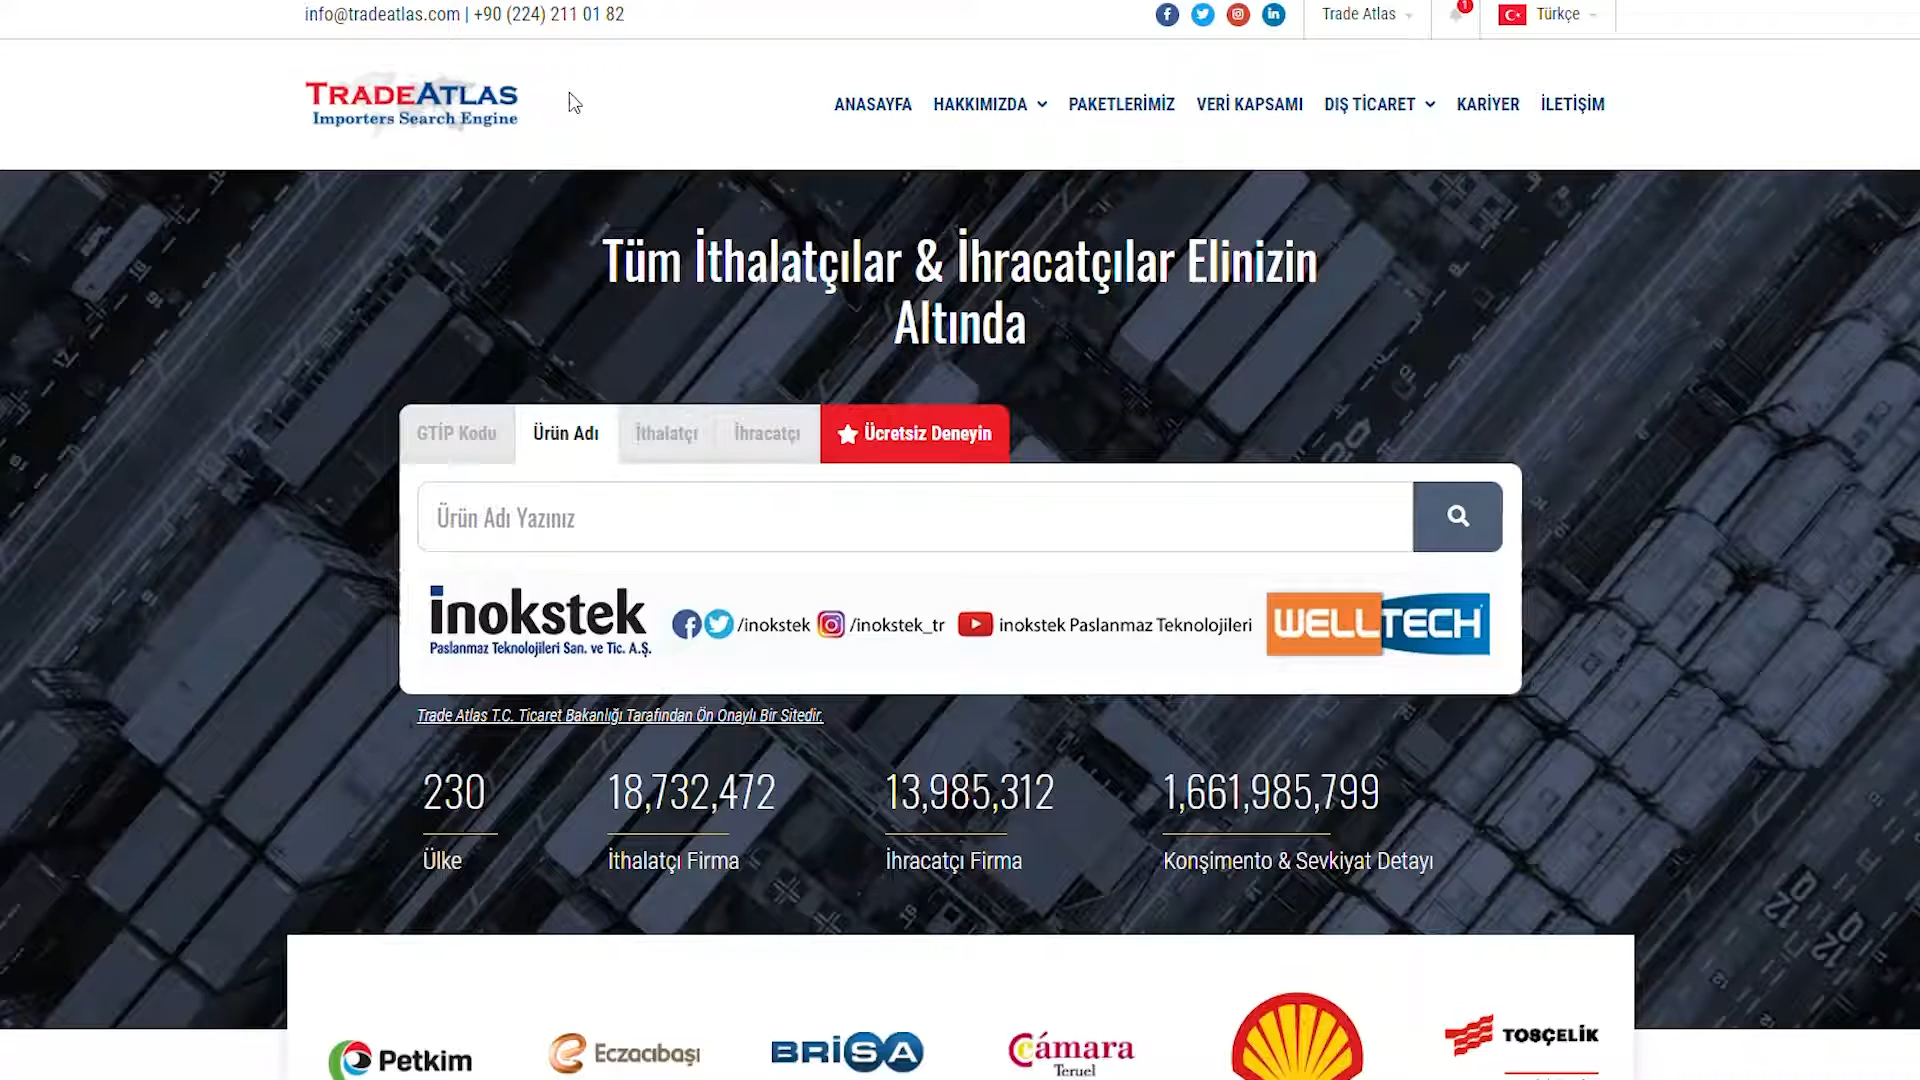 info@tradeatlas.com | +90 (224) 211 01 82
Trade Atlas
1
Türkçe
TRADEATLAS
Importers Search Engine
ANASAYFA
HAKKIMIZDA
PAKETLERİMİZ
VERİ KAPSAMI
DIŞ TİCARET
KARİYER
İLETİŞİM
Tüm İthalatçılar & İhracatçılar Elinizin
Altında
GTİP Kodu
Ürün Adı
İthalatçı
İhracatçı
Ücretsiz Deneyin
Ürün Adı Yazınız
inokstek
Paslanmaz Teknolojileri San. ve Tic. A.Ş.
/inokstek
/inokstek_tr
inokstek Paslanmaz Teknolojileri
WELLTECH
Trade Atlas T.C. Ticaret Bakanlığı Tarafından Ön Onaylı Bir Sitedir.
230
18,732,472
13,985,312
1,661,985,799
Ülke
İthalatçı Firma
İhracatçı Firma
Konşimento & Sevkiyat Detayı
Petkim
Eczacıbaşı
BRiSA
Cámara
Teruel
TOSÇELİK